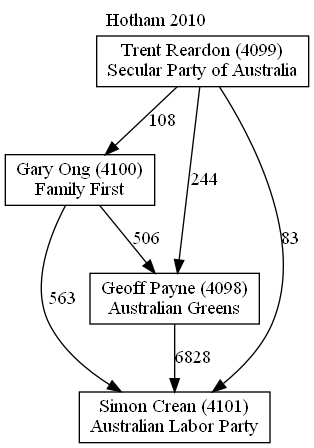 Hotham 2010
Trent Reardon (4099)
Secular Party of Australia
108
Gary Ong (4100)
Family First
244
83
506
563
Geoff Payne (4098)
Australian Greens
6828
Simon Crean (4101)
Australian Labor Party